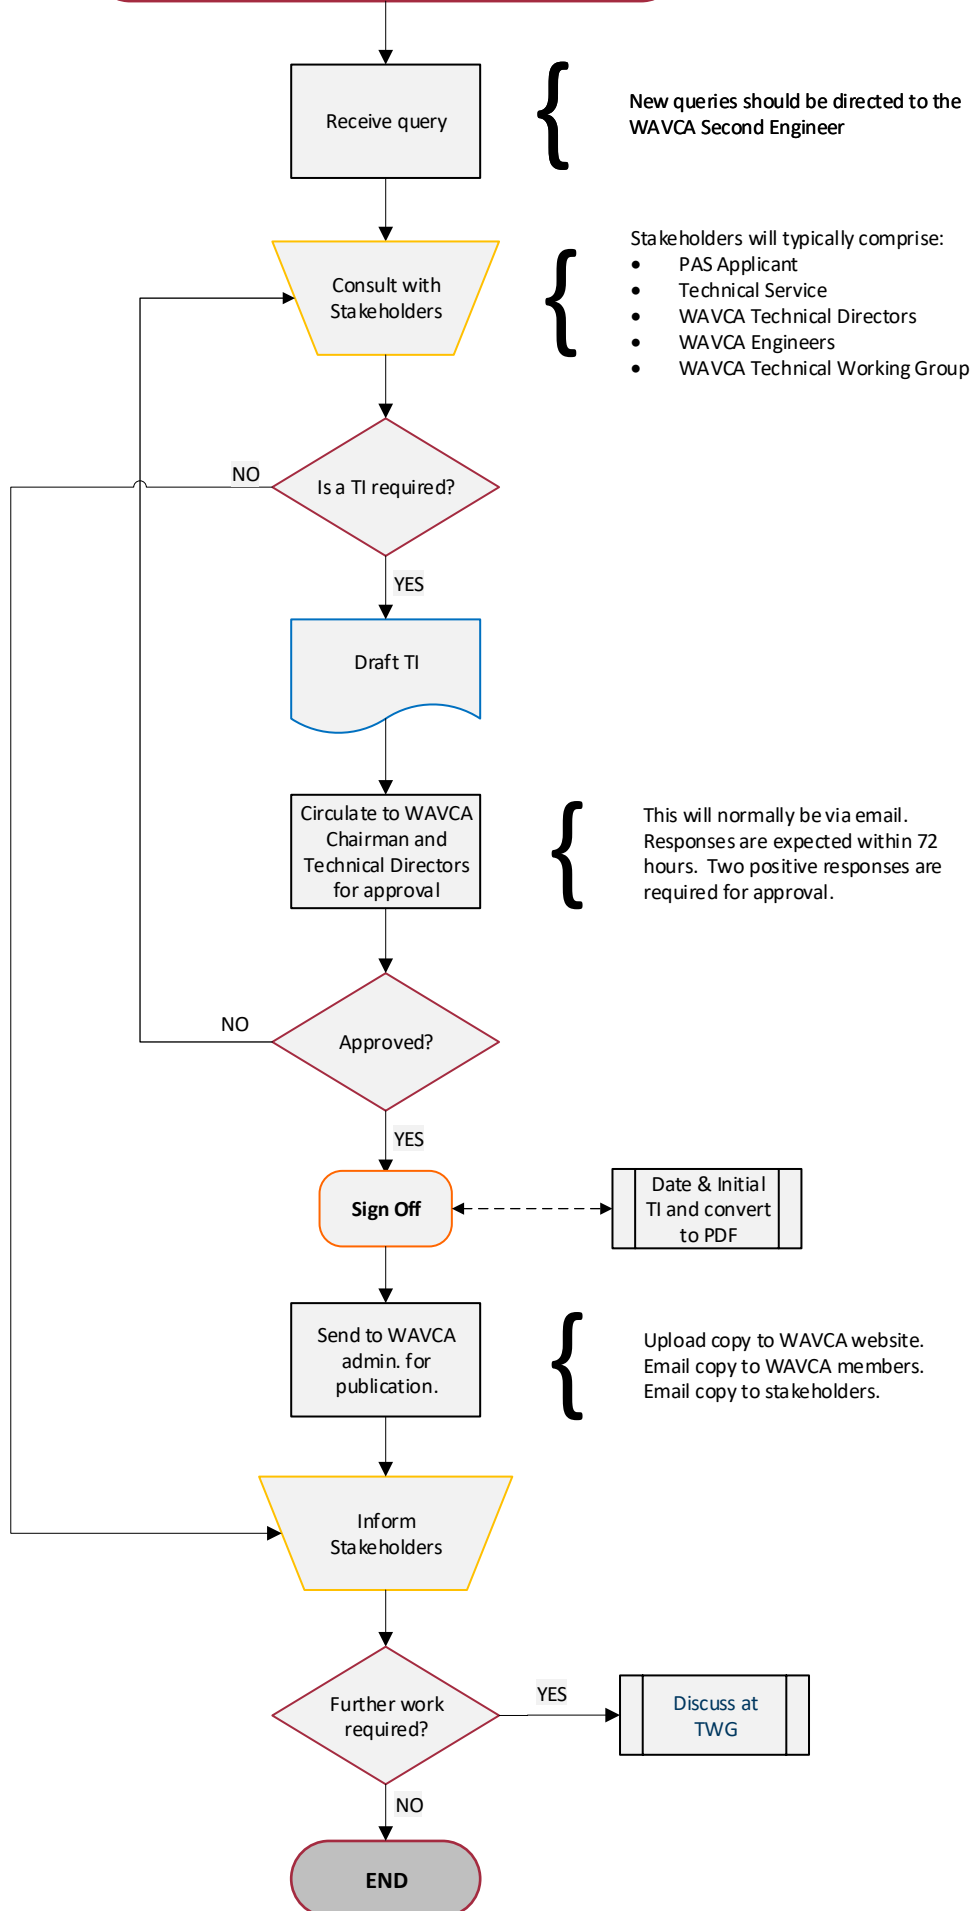 Receive query
New queries should be directed to the
WAVCA Second Engineer
Consult with
Stakeholders
Stakeholders will typically comprise:
• PAS Applicant
• Technical Service
• WAVCA Technical Directors
• WAVCA Engineers
• WAVCA Technical Working Group
Is a TI required?
NO
YES
Draft TI
Circulate to WAVCA
Chairman and
Technical Directors
for approval
This will normally be via email.
Responses are expected within 72
hours. Two positive responses are
required for approval.
Approved?
NO
YES
Sign Off
Date & Initial
TI and convert
to PDF
Send to WAVCA
admin. for
publication.
Upload copy to WAVCA website.
Email copy to WAVCA members.
Email copy to stakeholders.
Inform
Stakeholders
Further work
required?
YES
Discuss at
TWG
NO
END